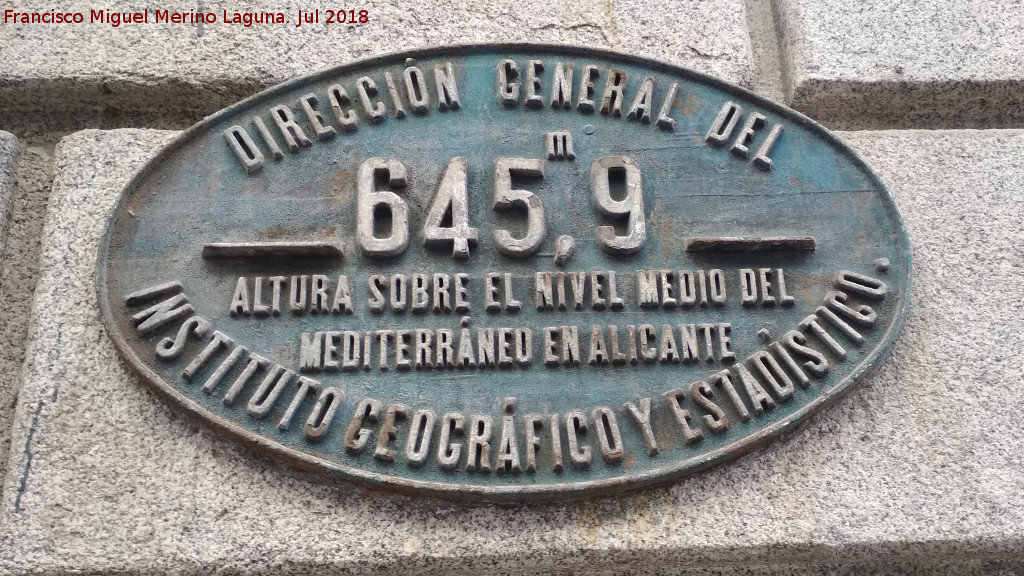 Francisco Miguel Merino Laguna. Jul 2018
DIRECCIÓN GENERAL DEL
645,9 m
ALTURA SOBRE EL NIVEL MEDIO DEL
MEDITERRÁNEO EN ALICANTE
INSTITUTO GEOGRÁFICO Y ESTADÍSTICO.